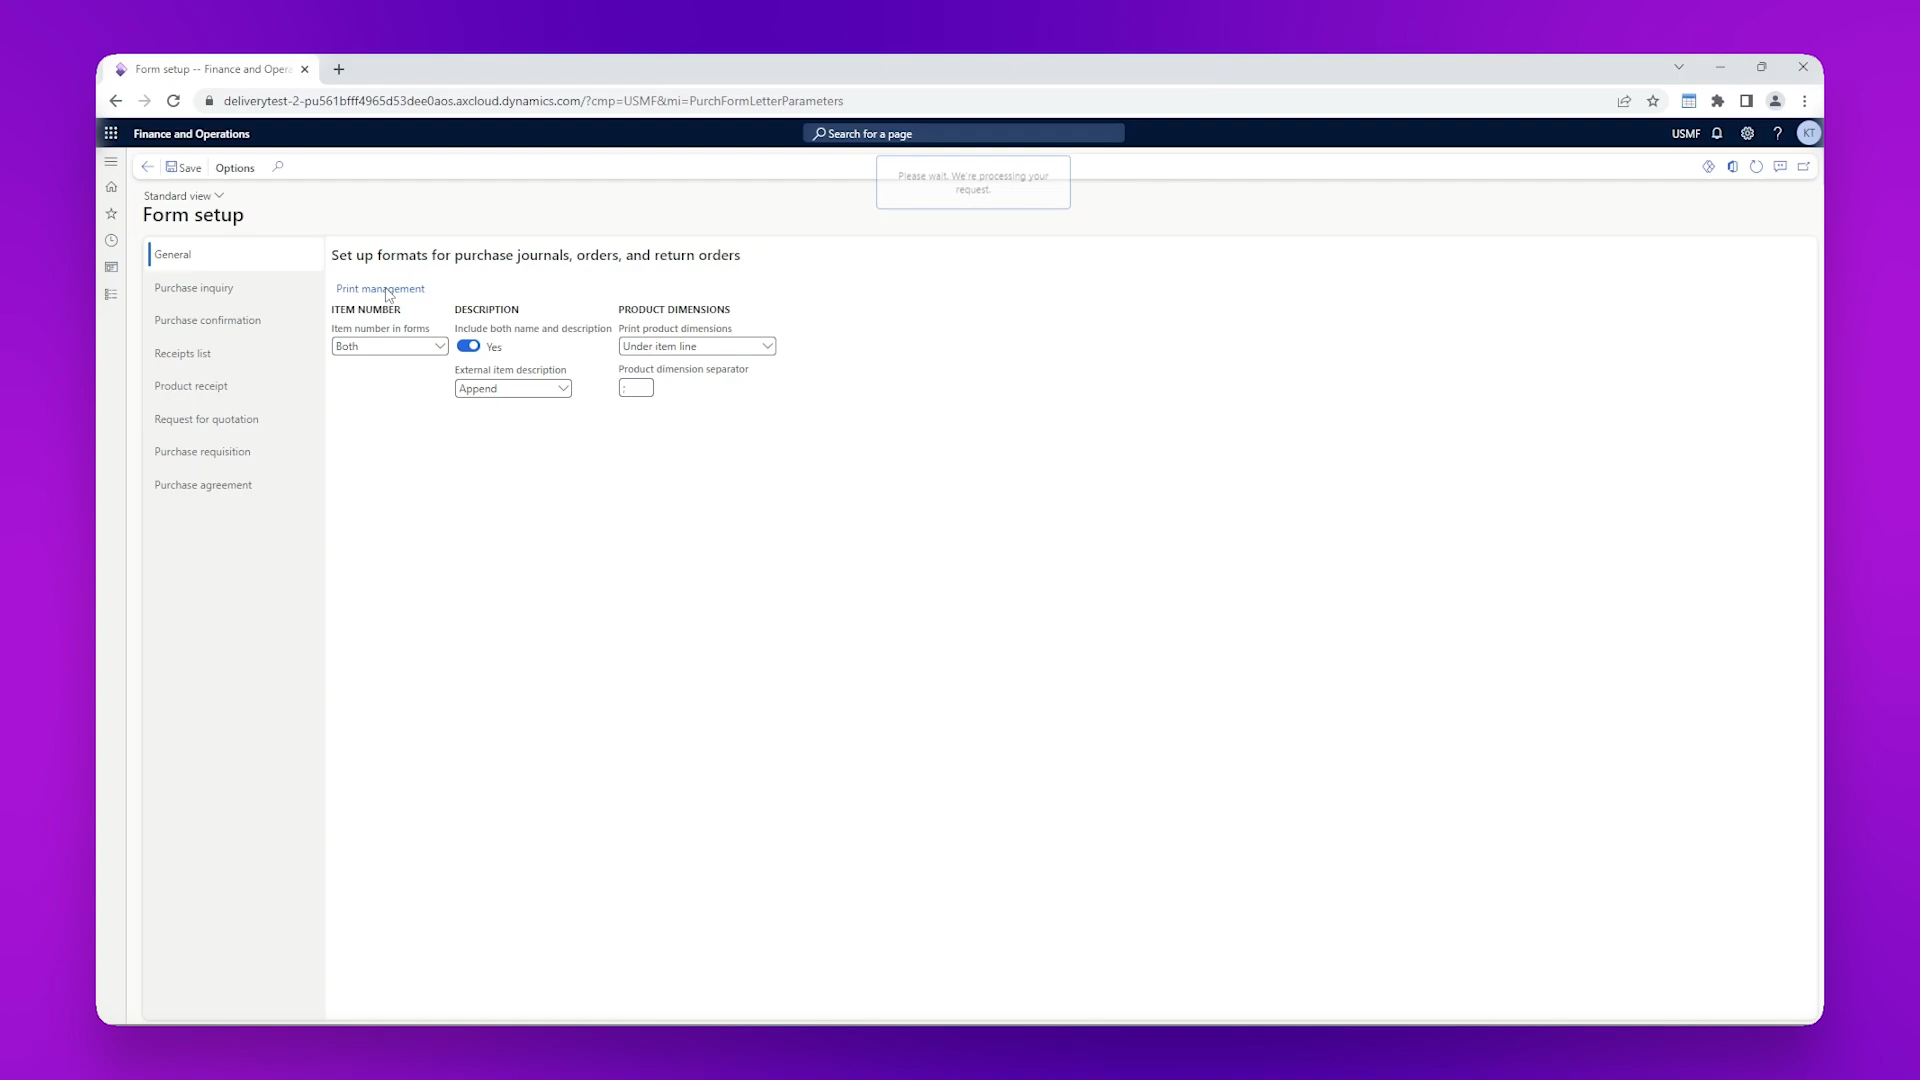 Form setup -- Finance and Opera
deliverytest-2-pu561bfff4965d53dee0aos.axcloud.dynamics.com/?cmp=USMF&mi=PurchFormLetterParameters
Finance and Operations
Search for a page
USMF
?
KT
Save
Options
Please wait. We're processing your
request.
Standard view
Form setup
General
Purchase inquiry
Purchase confirmation
Receipts list
Product receipt
Request for quotation
Purchase requisition
Purchase agreement
Set up formats for purchase journals, orders, and return orders
Print management
ITEM NUMBER
Item number in forms
Both
DESCRIPTION
Include both name and description
Yes
External item description
Append
PRODUCT DIMENSIONS
Print product dimensions
Under item line
Product dimension separator
;